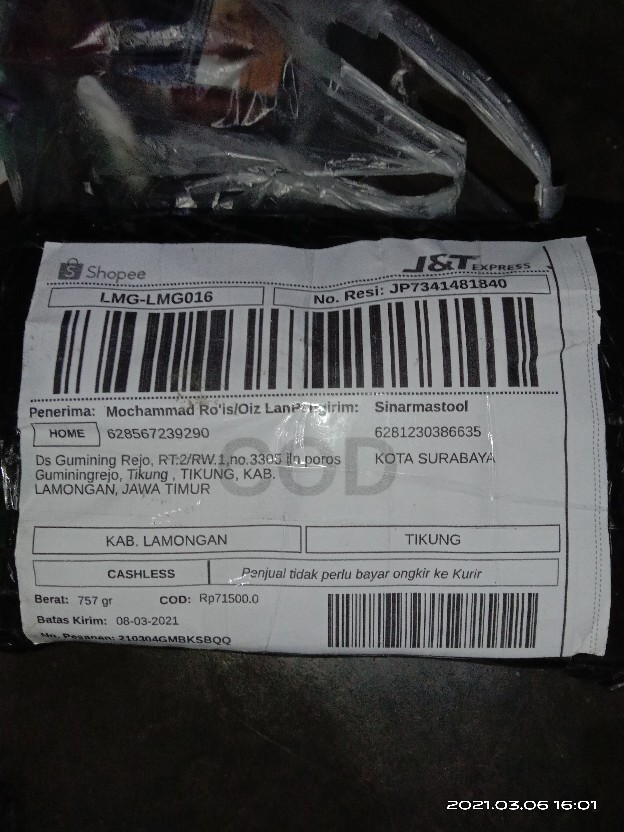 Shopee
J&T EXPRESS
LMG-LMG016
No. Resi: JP7341481840
Penerima: Mochammad Ro'is/Oiz
Sinarmastool
HOME 628567239290
6281230386635
Ds Gumining Rejo, RT:2/RW.1,no.3305 jln poros
KOTA SURABAYA
Guminingrejo, Tikung , TIKUNG, KAB.
LAMONGAN, JAWA TIMUR
COD
KAB. LAMONGAN
TIKUNG
CASHLESS
Penjual tidak perlu bayar ongkir ke Kurir
Berat: 757 gr
COD: Rp71500.0
Batas Kirim: 08-03-2021
No. Pesanan: 210304GMBKSBQQ
2021.03.06 16:01